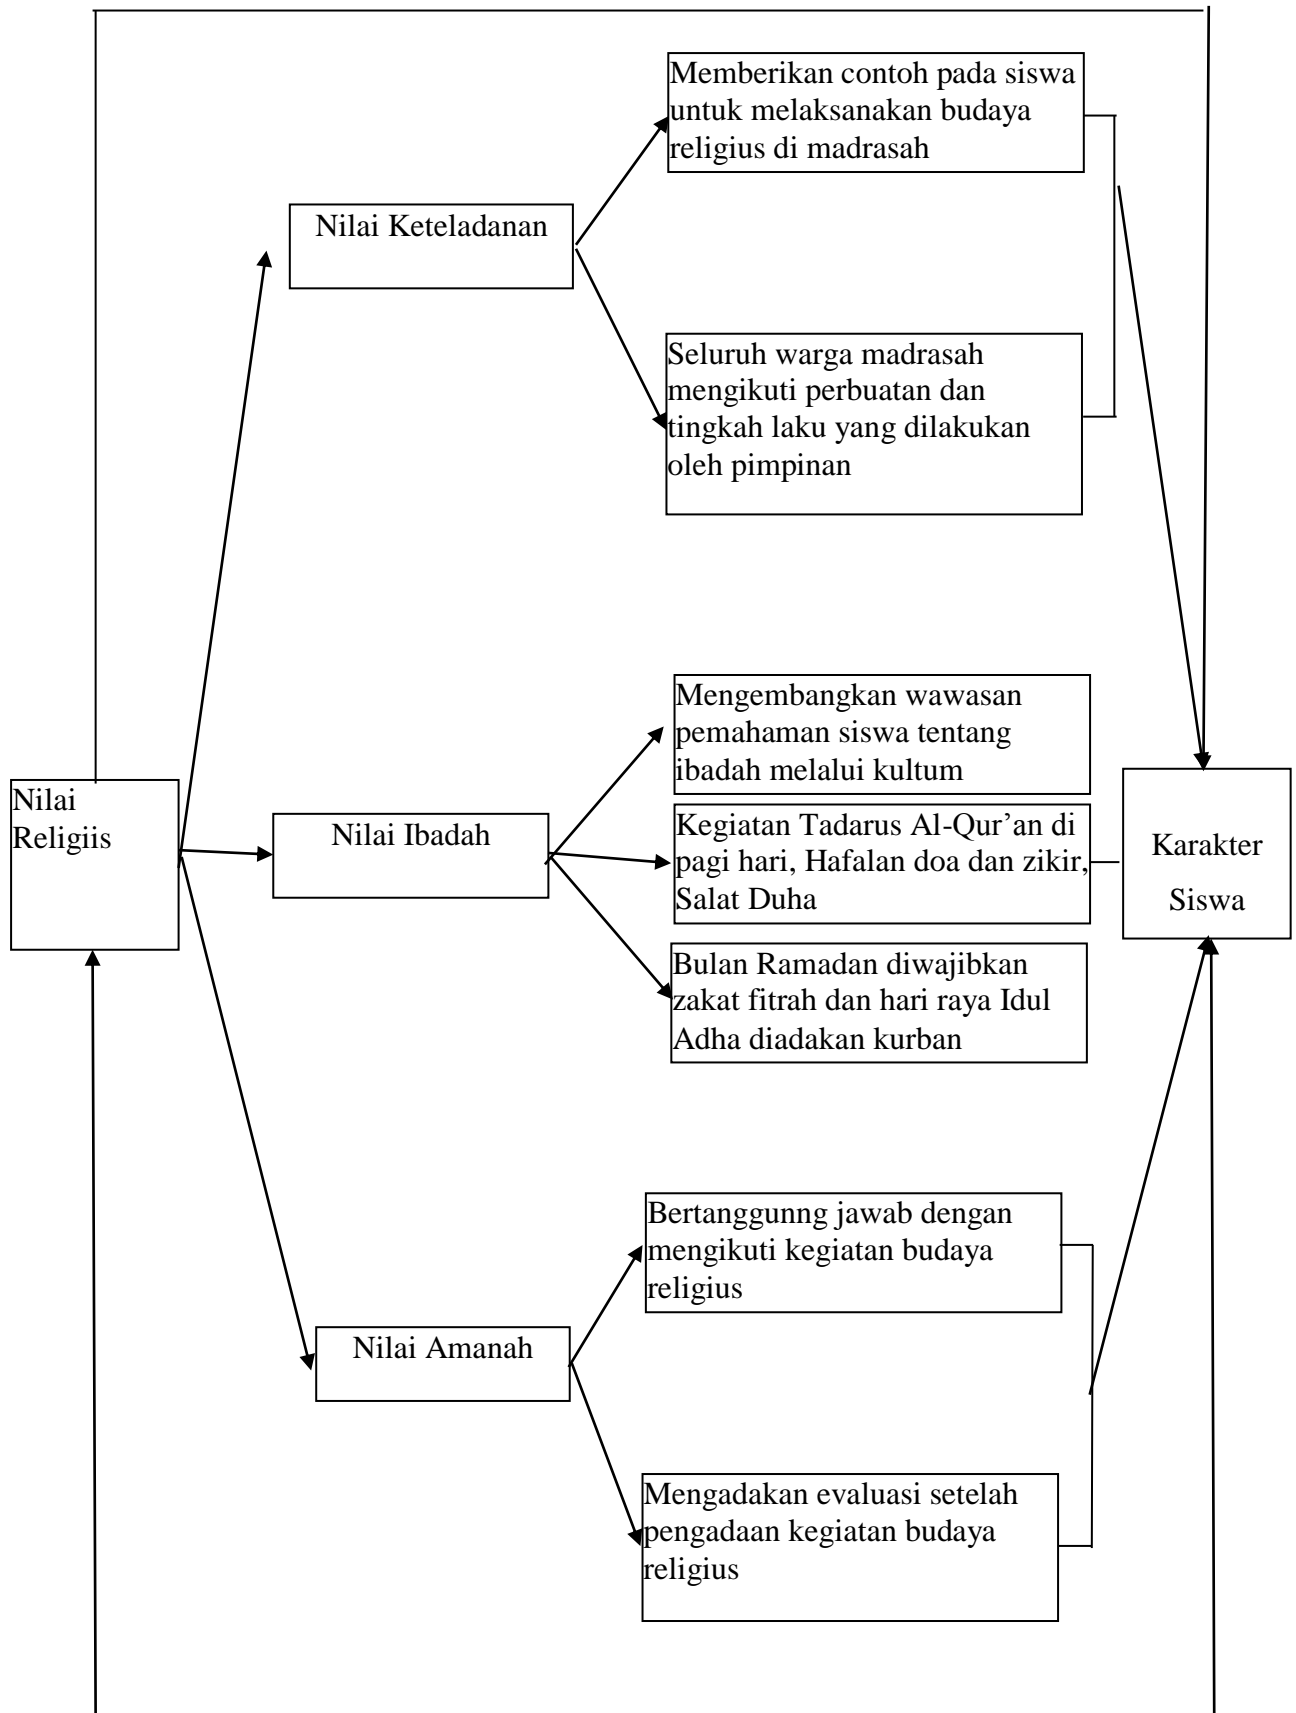 Memberikan contoh pada siswa
untuk melaksanakan budaya
religius di madrasah
Nilai Keteladanan
Seluruh warga madrasah
mengikuti perbuatan dan
tingkah laku yang dilakukan
oleh pimpinan
Mengembangkan wawasan
pemahaman siswa tentang
ibadah melalui kultum
Nilai
Religiis
Nilai Ibadah
Kegiatan Tadarus Al-Qur’an di
pagi hari, Hafalan doa dan zikir,
Salat Duha
Karakter
Siswa
Bulan Ramadan diwajibkan
zakat fitrah dan hari raya Idul
Adha diadakan kurban
Bertanggunng jawab dengan
mengikuti kegiatan budaya
religius
Nilai Amanah
Mengadakan evaluasi setelah
pengadaan kegiatan budaya
religius